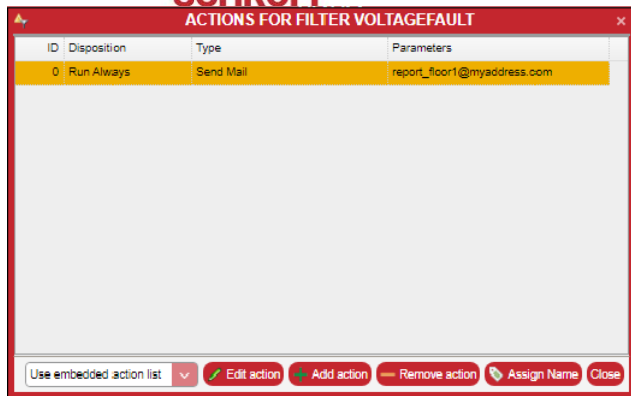 ACTIONS FOR FILTER VOLTAGEFAULT
ID Disposition Type Parameters
0 Run Always Send Mail report_floor1@myaddress.com
Use embedded action list Edit action Add action Remove action Assign Name Close